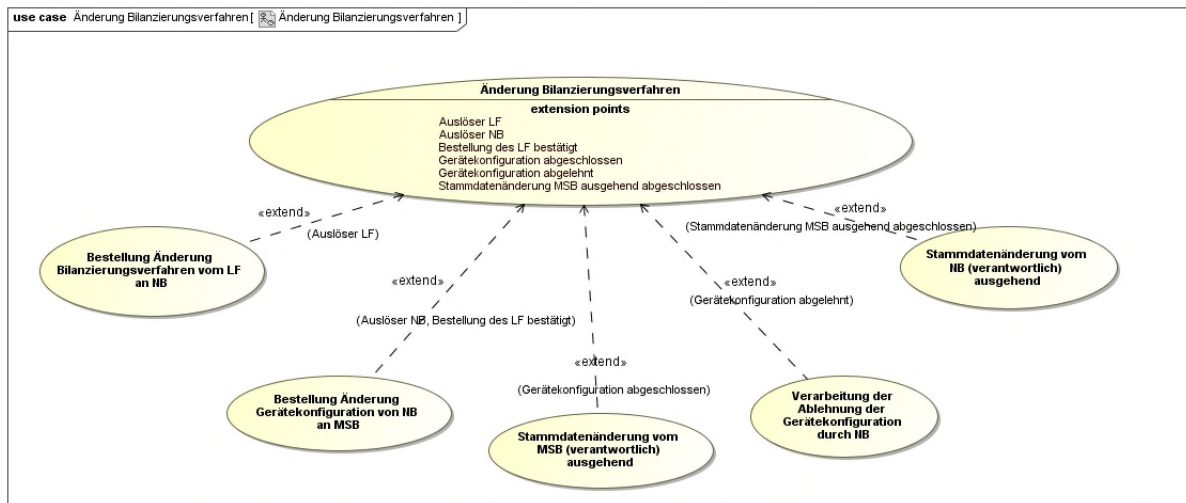 use case Änderung Bilanzierungsverfahren [ Änderung Bilanzierungsverfahren ]
Änderung Bilanzierungsverfahren
extension points
Auslöser LF
Auslöser NB
Bestellung des LF bestätigt
Gerätekonfiguration abgeschlossen
Gerätekonfiguration abgelehnt
Stammdatenänderung MSB ausgehend abgeschlossen
«extend»
(Auslöser LF)
«extend»
(Stammdatenänderung MSB ausgehend abgeschlossen)
Bestellung Änderung
Bilanzierungsverfahren vom LF
an NB
Stammdatenänderung vom
NB (verantwortlich)
ausgehend
«extend»
(Auslöser NB, Bestellung des LF bestätigt)
«extend»
(Gerätekonfiguration abgelehnt)
«extend»
(Gerätekonfiguration abgeschlossen)
Bestellung Änderung
Gerätekonfiguration von NB
an MSB
Stammdatenänderung vom
MSB (verantwortlich)
ausgehend
Verarbeitung der
Ablehnung der
Gerätekonfiguration
durch NB